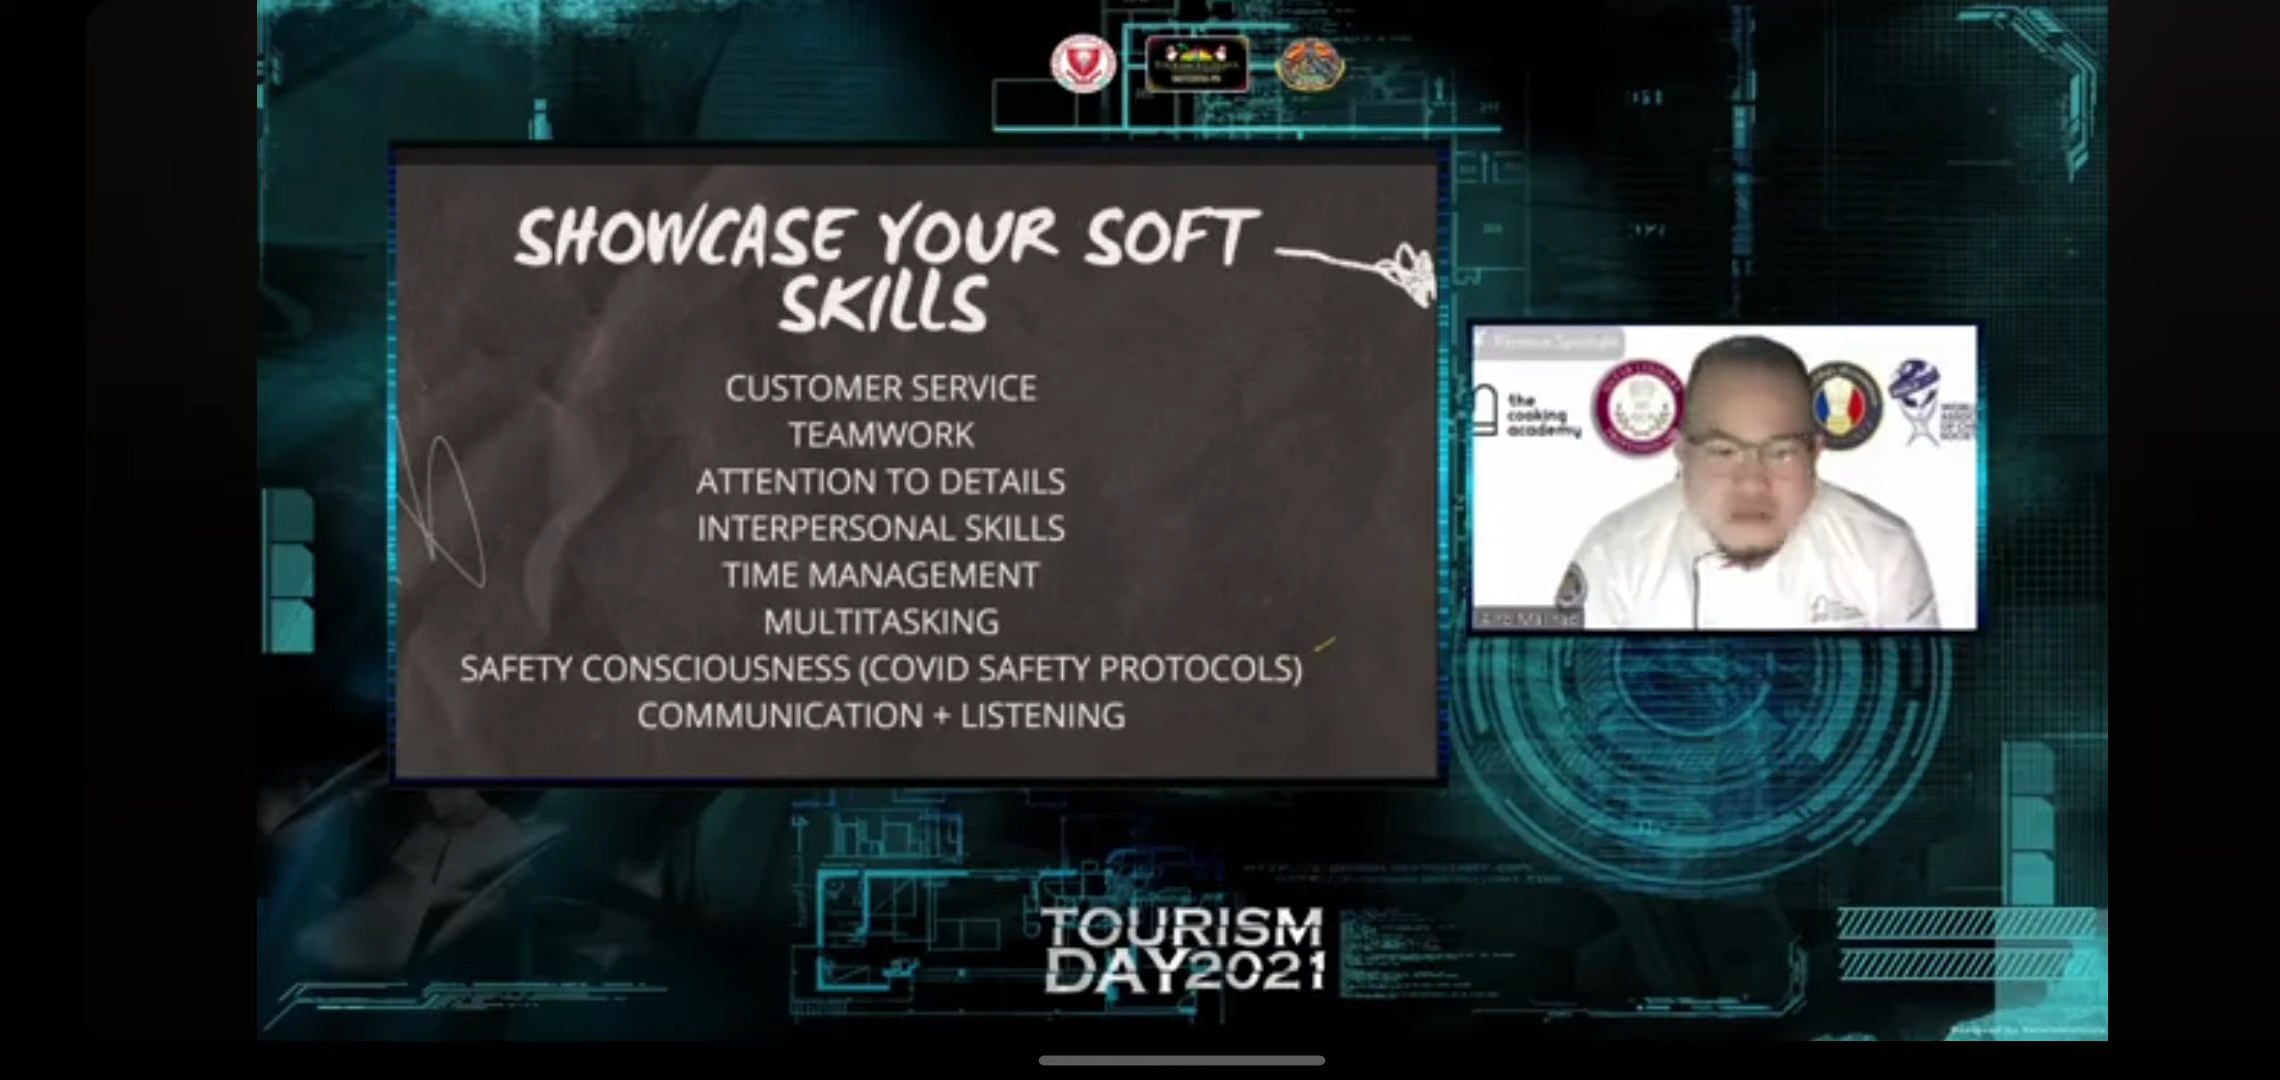 SHOWCASE YOUR SOFT
SKILLS
CUSTOMER SERVICE
TEAMWORK
ATTENTION TO DETAILS
INTERPERSONAL SKILLS
TIME MANAGEMENT
MULTITASKING
SAFETY CONSCIOUSNESS (COVID SAFETY PROTOCOLS)
COMMUNICATION + LISTENING
the
cooking
academy
TOURISM
DAY2021